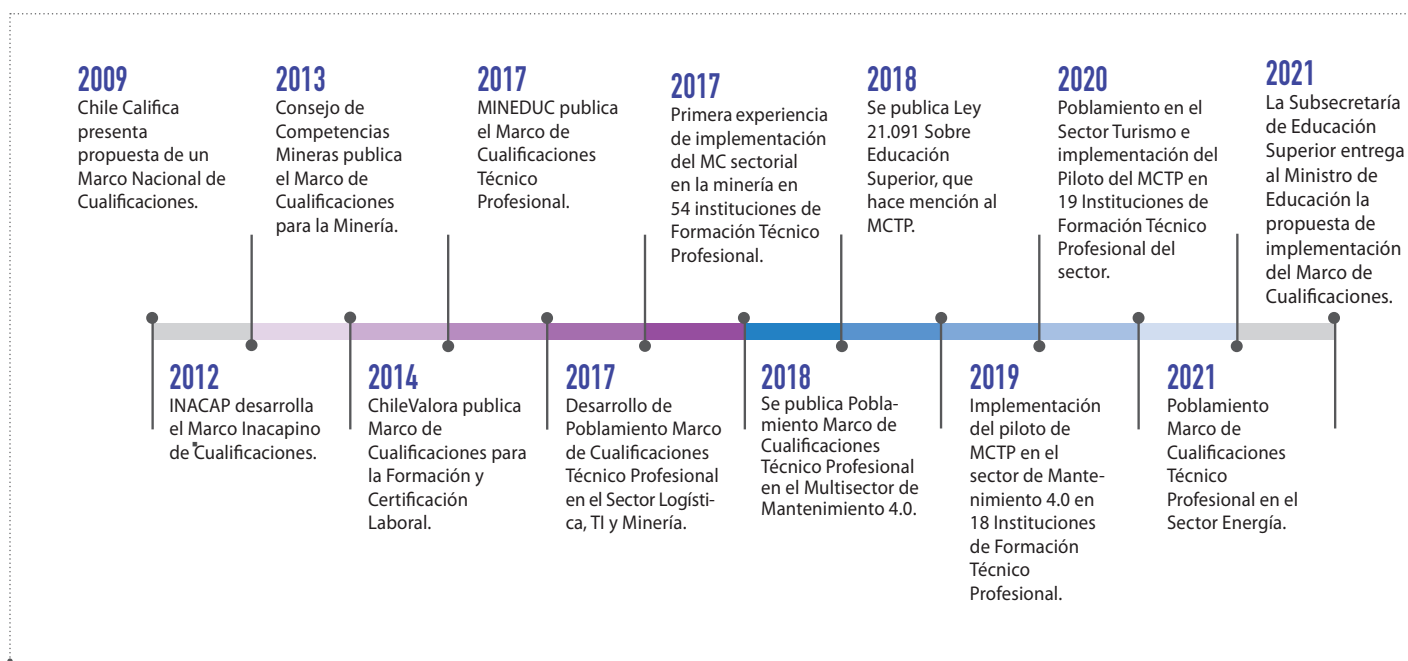 2009
Chile Califica
presenta
propuesta de un
Marco Nacional de
Cualificaciones.
2012
INACAP desarrolla
el Marco Inacapino
de Cualificaciones.
2013
Consejo de
Competencias
Mineras publica
el Marco de
Cualificaciones
para la Minería.
2014
ChileValora publica
Marco de
Cualificaciones para
la Formación y
Certificación
Laboral.
2017
MINEDUC publica
el Marco de
Cualificaciones
Técnico
Profesional.
2017
Desarrollo de
Poblamiento Marco
de Cualificaciones
Técnico Profesional
en el Sector Logísti-
ca, TI y Minería.
2017
Primera experiencia
de implementación
del MC sectorial
en la minería en
54 instituciones de
Formación Técnico
Profesional.
2018
Se publica Pobla-
miento Marco de
Cualificaciones
Técnico Profesional
en el Multisector de
Mantenimiento 4.0.
2018
Se publica Ley
21.091 Sobre
Educación
Superior, que
hace mención al
MCTP.
2019
Implementación
del piloto de
MCTP en el
sector de Mante-
nimiento 4.0 en
18 Instituciones
de Formación
Técnico
Profesional.
2020
Poblamiento en el
Sector Turismo e
implementación del
Piloto del MCTP en
19 Instituciones de
Formación Técnico
Profesional del
sector.
2021
Poblamiento
Marco de
Cualificaciones
Técnico
Profesional en el
Sector Energía.
2021
La Subsecretaría
de Educación
Superior entrega
al Ministro de
Educación la
propuesta de
implementación
del Marco de
Cualificaciones.